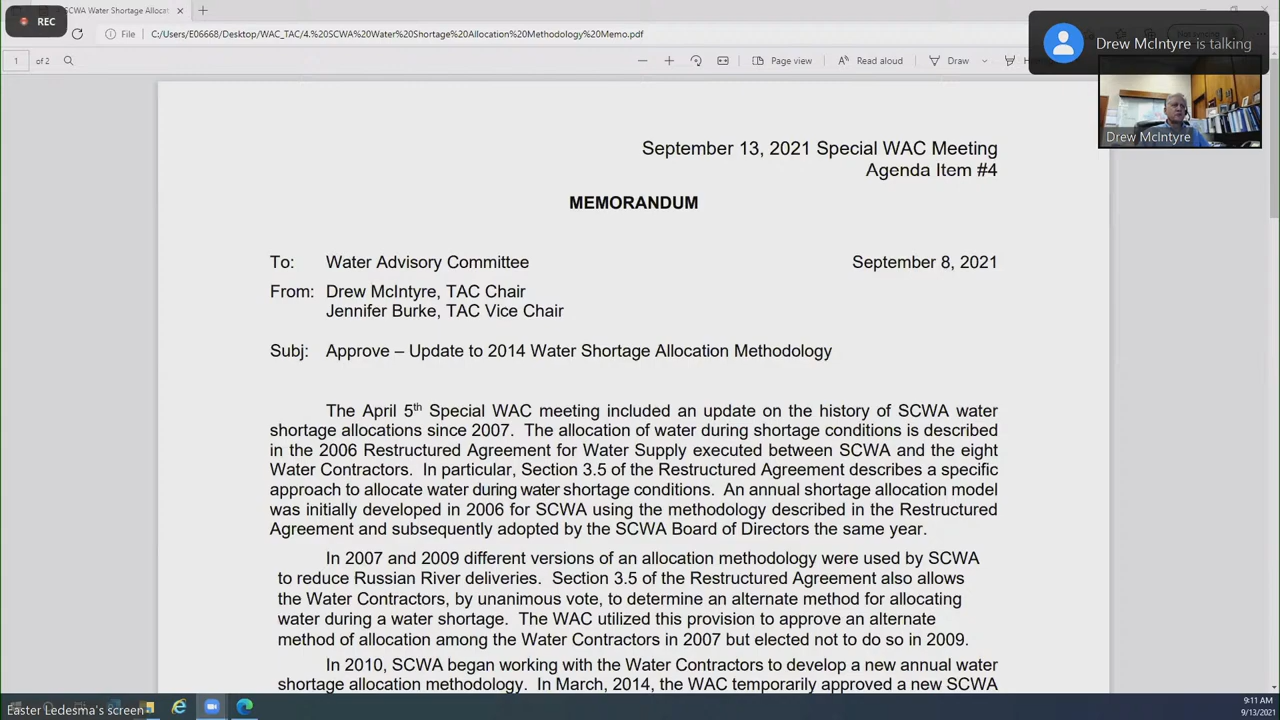 SCWA Water Shortage Allocat
REC
File
C:/Users/E06668/Desktop/WAC_TAC/4.%20SCWA%20Water%20Shortage%20Allocation%20Methodology%20Memo.pdf
Drew McIntyre is talking
1 of 2
Page view
Read aloud
Draw
Drew McIntyre
September 13, 2021 Special WAC Meeting
Agenda Item #4
MEMORANDUM
To: Water Advisory Committee September 8, 2021
From: Drew McIntyre, TAC Chair
Jennifer Burke, TAC Vice Chair
Subj: Approve – Update to 2014 Water Shortage Allocation Methodology
The April 5th Special WAC meeting included an update on the history of SCWA water
shortage allocations since 2007. The allocation of water during shortage conditions is described
in the 2006 Restructured Agreement for Water Supply executed between SCWA and the eight
Water Contractors. In particular, Section 3.5 of the Restructured Agreement describes a specific
approach to allocate water during water shortage conditions. An annual shortage allocation model
was initially developed in 2006 for SCWA using the methodology described in the Restructured
Agreement and subsequently adopted by the SCWA Board of Directors the same year.
In 2007 and 2009 different versions of an allocation methodology were used by SCWA
to reduce Russian River deliveries. Section 3.5 of the Restructured Agreement also allows
the Water Contractors, by unanimous vote, to determine an alternate method for allocating
water during a water shortage. The WAC utilized this provision to approve an alternate
method of allocation among the Water Contractors in 2007 but elected not to do so in 2009.
In 2010, SCWA began working with the Water Contractors to develop a new annual water
shortage allocation methodology. In March, 2014, the WAC temporarily approved a new SCWA
Easter Ledesma's screen
9:11 AM
9/13/2021